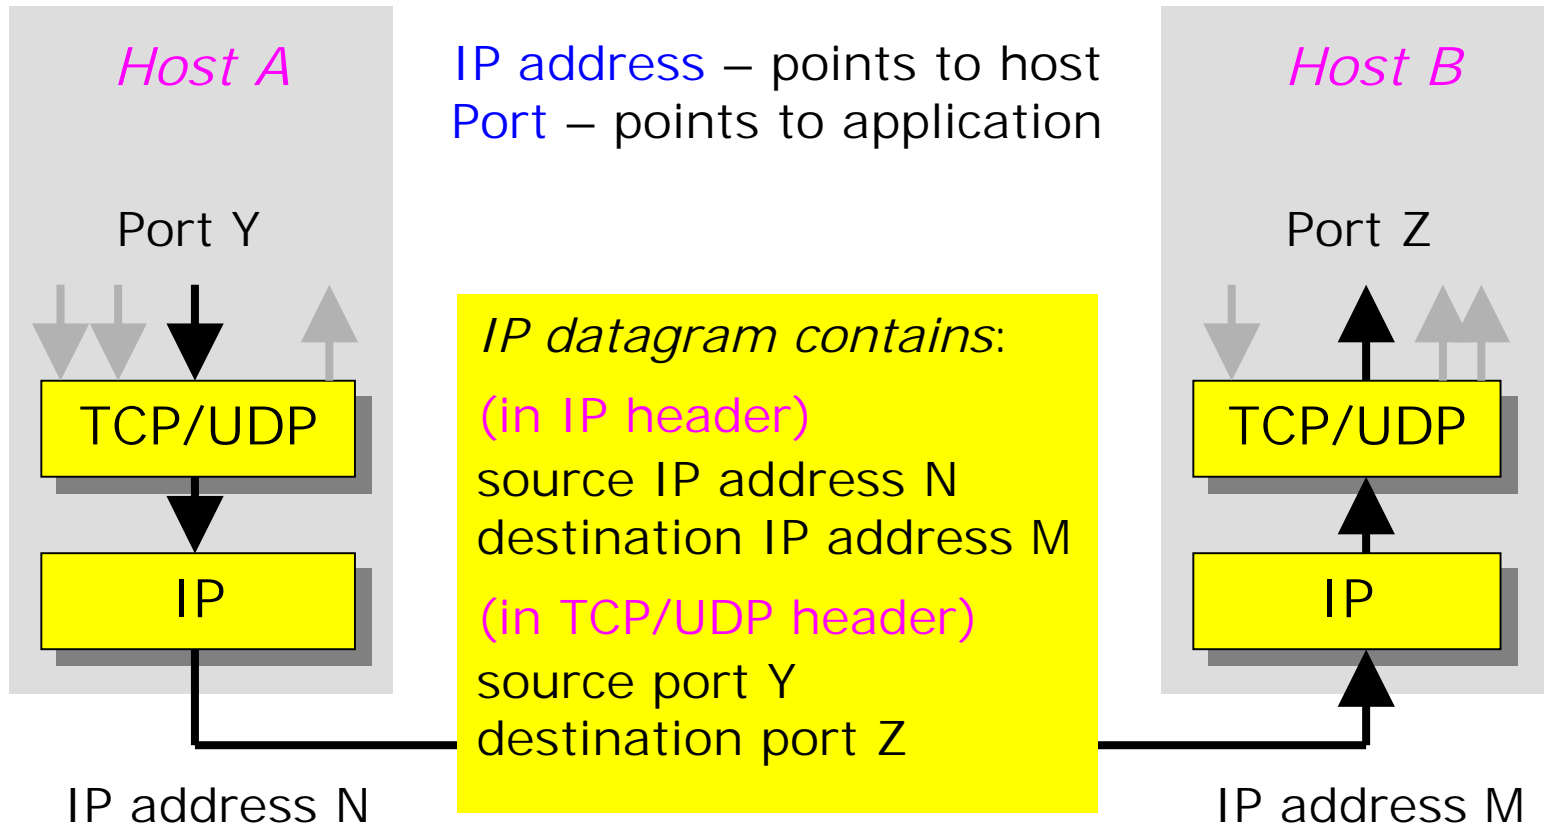 Host A
IP address – points to host
Port – points to application
Host B
Port Y
Port Z
TCP/UDP
IP
IP datagram contains:
(in IP header)
source IP address N
destination IP address M
(in TCP/UDP header)
source port Y
destination port Z
TCP/UDP
IP
IP address N
IP address M